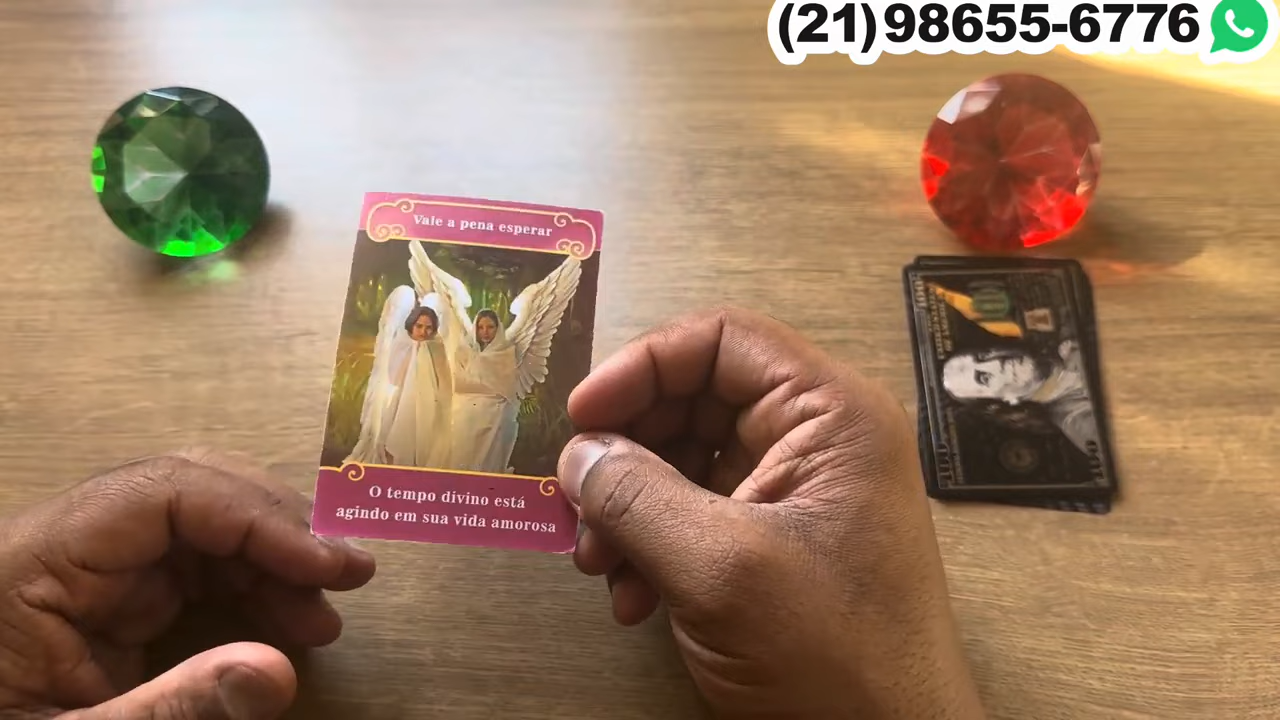 (21)98655-6776
Vale a pena esperar
O tempo divino está
agindo em sua vida amorosa